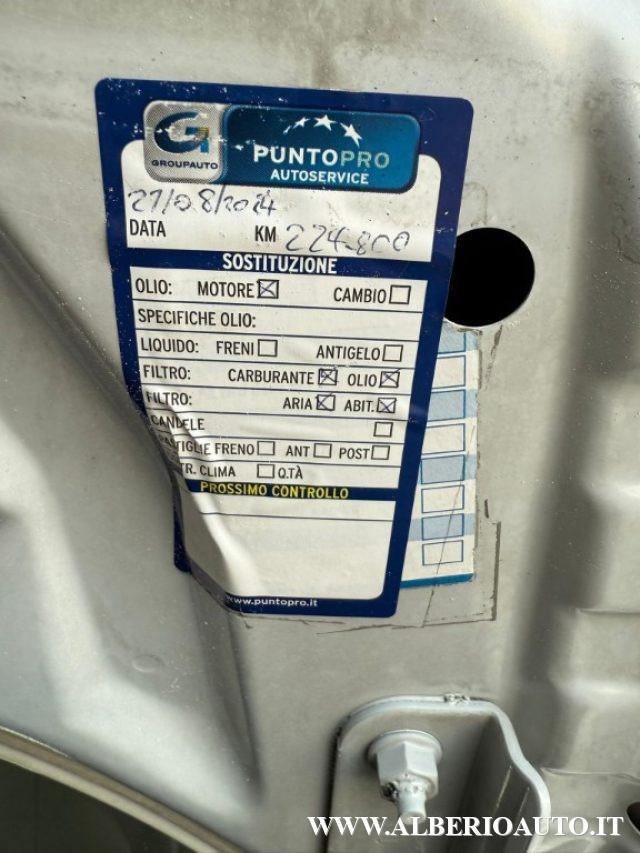 G
GROUPAUTO
PUNTOPRO
AUTOSERVICE
27/08/2024
DATA KM 224.800
SOSTITUZIONE
OLIO: MOTORE CAMBIO
SPECIFICHE OLIO:
LIQUIDO: FRENI ANTIGELO
FILTRO: CARBURANTE OLIO
FILTRO: ARIA ABIT.
CANDELE
PASTIGLIE FRENO ANT POST
TR. CLIMA Q.TÀ
PROSSIMO CONTROLLO
www.puntopro.it
WWW.ALBERIOAUTO.IT